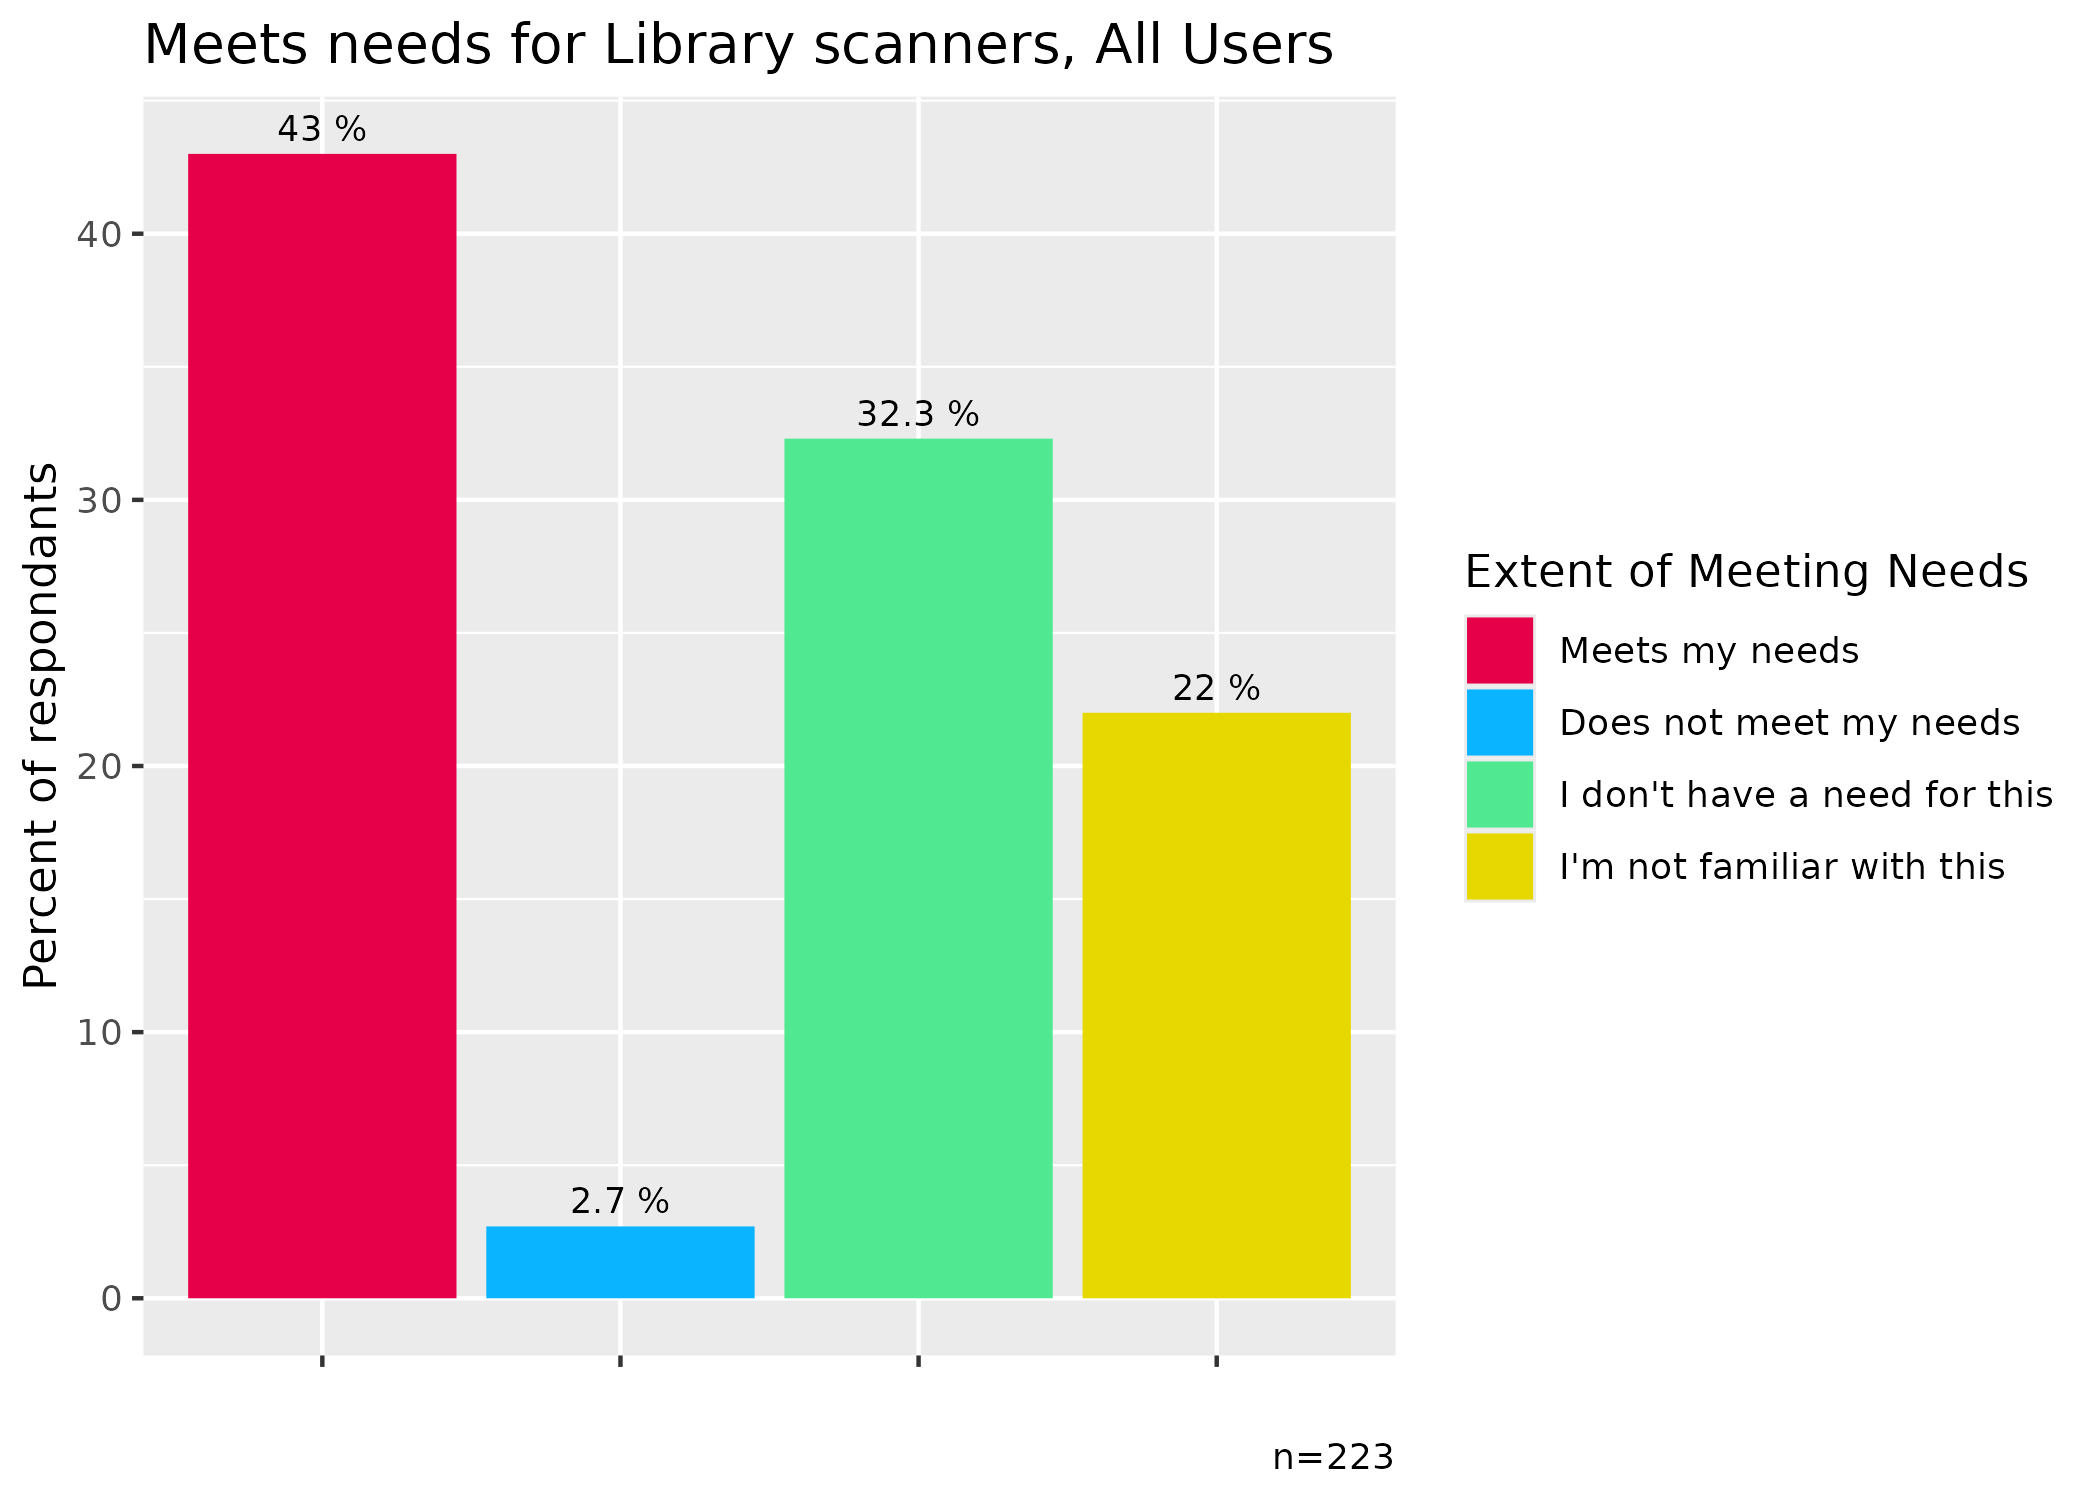 Meets needs for Library scanners, All Users
Percent of respondants
40
30
20
10
0
43 %
2.7 %
32.3 %
22 %
Extent of Meeting Needs
Meets my needs
Does not meet my needs
I don't have a need for this
I'm not familiar with this
n=223